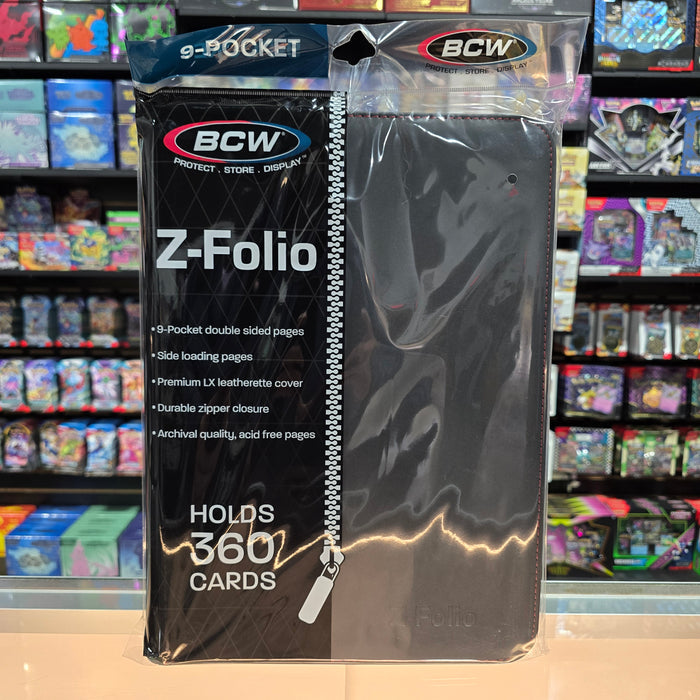 9-POCKET
BCW
PROTECT . STORE . DISPLAY
BCW®
PROTECT . STORE . DISPLAY™
Z-Folio
• 9-Pocket double sided pages
• Side loading pages
• Premium LX leatherette cover
• Durable zipper closure
• Archival quality, acid free pages
HOLDS
360
CARDS
Z-Folio